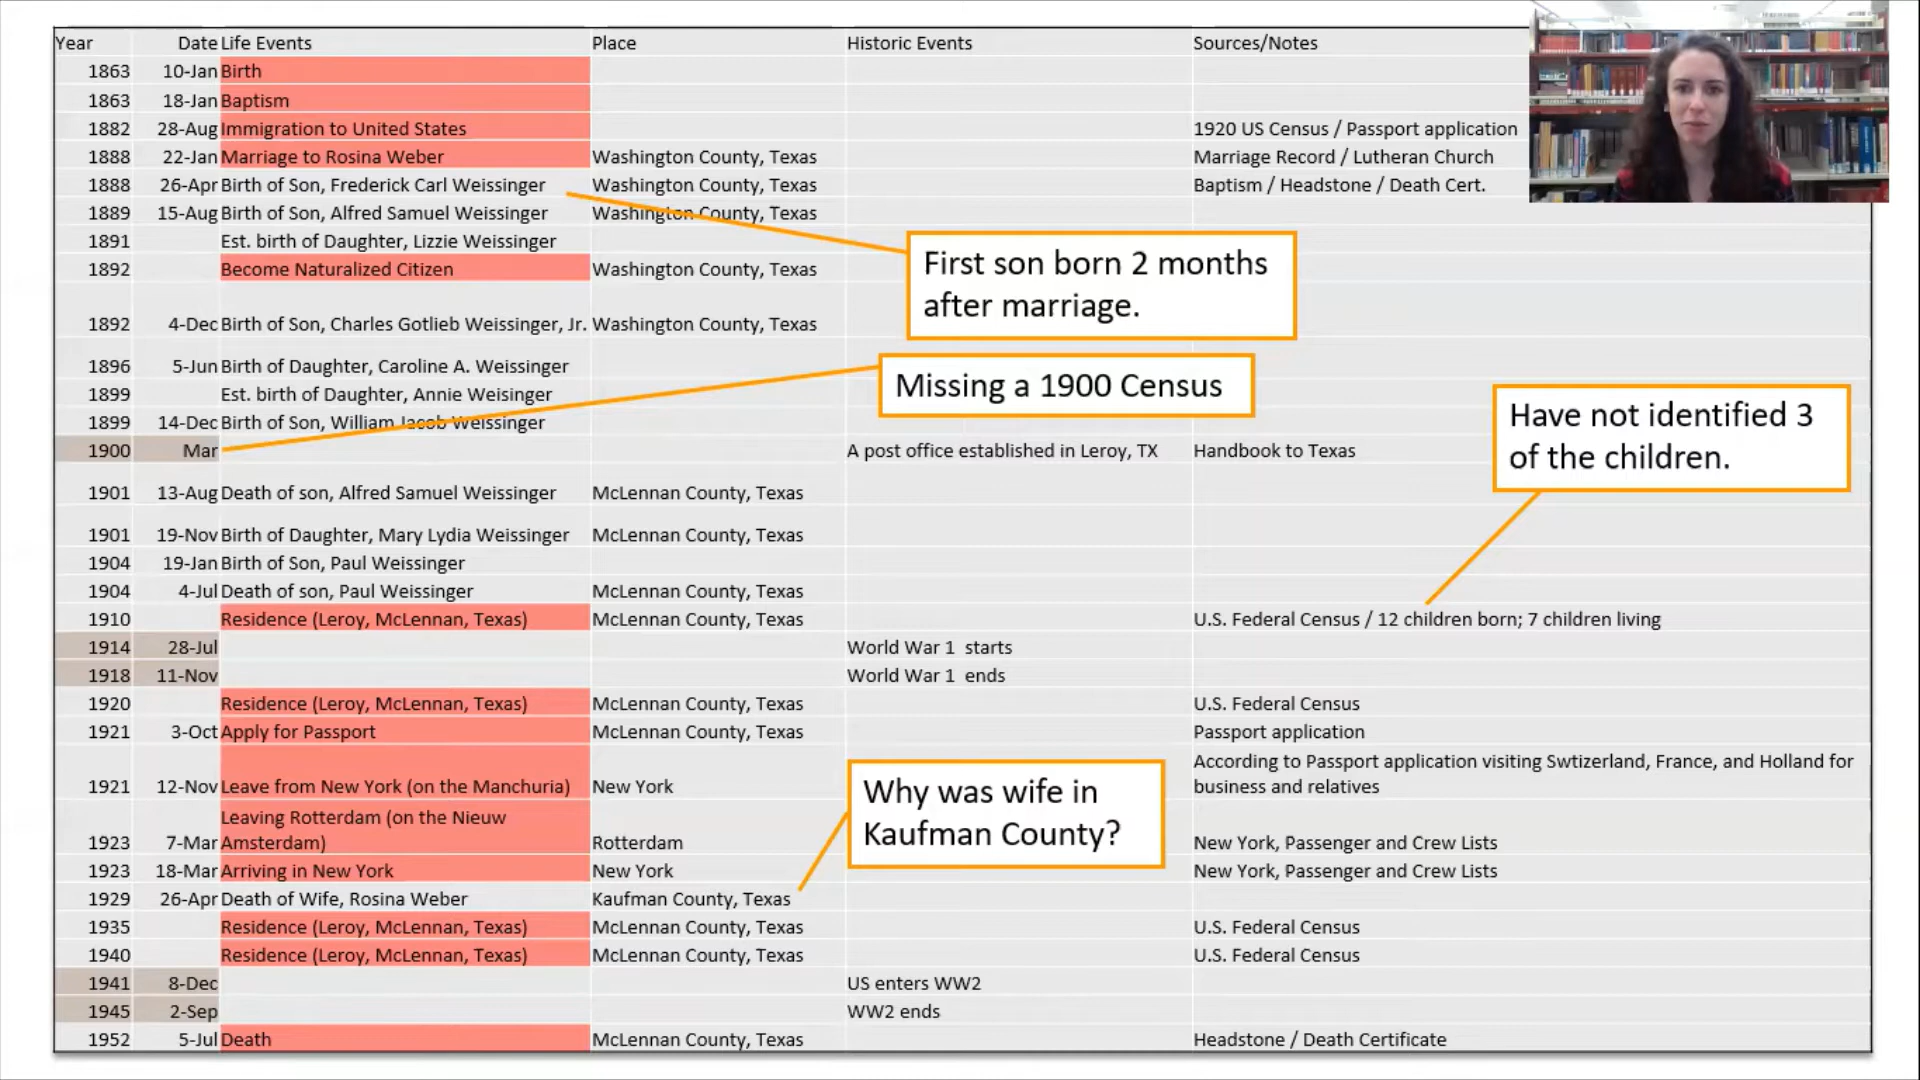 Year Date Life Events Place Historic Events Sources/Notes
1863 10-Jan Birth
1863 18-Jan Baptism
1882 28-Aug Immigration to United States 1920 US Census / Passport application
1888 22-Jan Marriage to Rosina Weber Washington County, Texas Marriage Record / Lutheran Church
1888 26-Apr Birth of Son, Frederick Carl Weissinger Washington County, Texas Baptism / Headstone / Death Cert.
1889 15-Aug Birth of Son, Alfred Samuel Weissinger Washington County, Texas
1891 Est. birth of Daughter, Lizzie Weissinger
1892 Become Naturalized Citizen Washington County, Texas
First son born 2 months
after marriage.
1892 4-Dec Birth of Son, Charles Gotlieb Weissinger, Jr. Washington County, Texas
1896 5-Jun Birth of Daughter, Caroline A. Weissinger
Missing a 1900 Census
1899 Est. birth of Daughter, Annie Weisinger
1899 14-Dec Birth of Son, William Jacob Weissinger
Have not identified 3
of the children.
1900 Mar A post office established in Leroy, TX Handbook to Texas
1901 13-Aug Death of son, Alfred Samuel Weissinger McLennan County, Texas
1901 19-Nov Birth of Daughter, Mary Lydia Weissinger McLennan County, Texas
1904 19-Jan Birth of Son, Paul Weissinger
1904 4-Jul Death of son, Paul Weissinger McLennan County, Texas
1910 Residence (Leroy, McLennan, Texas) McLennan County, Texas U.S. Federal Census / 12 children born; 7 children living
1914 28-Jul World War 1 starts
1918 11-Nov World War 1 ends
1920 Residence (Leroy, McLennan, Texas) McLennan County, Texas U.S. Federal Census
1921 3-Oct Apply for Passport McLennan County, Texas Passport application
According to Passport application visiting Swtizerland, France, and Holland for
1921 12-Nov Leave from New York (on the Manchuria) New York business and relatives
Why was wife in
Kaufman County?
Leaving Rotterdam (on the Nieuw
1923 7-Mar Amsterdam) Rotterdam New York, Passenger and Crew Lists
1923 18-Mar Arriving in New York New York New York, Passenger and Crew Lists
1929 26-Apr Death of Wife, Rosina Weber Kaufman County, Texas
1935 Residence (Leroy, McLennan, Texas) McLennan County, Texas U.S. Federal Census
1940 Residence (Leroy, McLennan, Texas) McLennan County, Texas U.S. Federal Census
1941 8-Dec US enters WW2
1945 2-Sep WW2 ends
1952 5-Jul Death McLennan County, Texas Headstone / Death Certificate